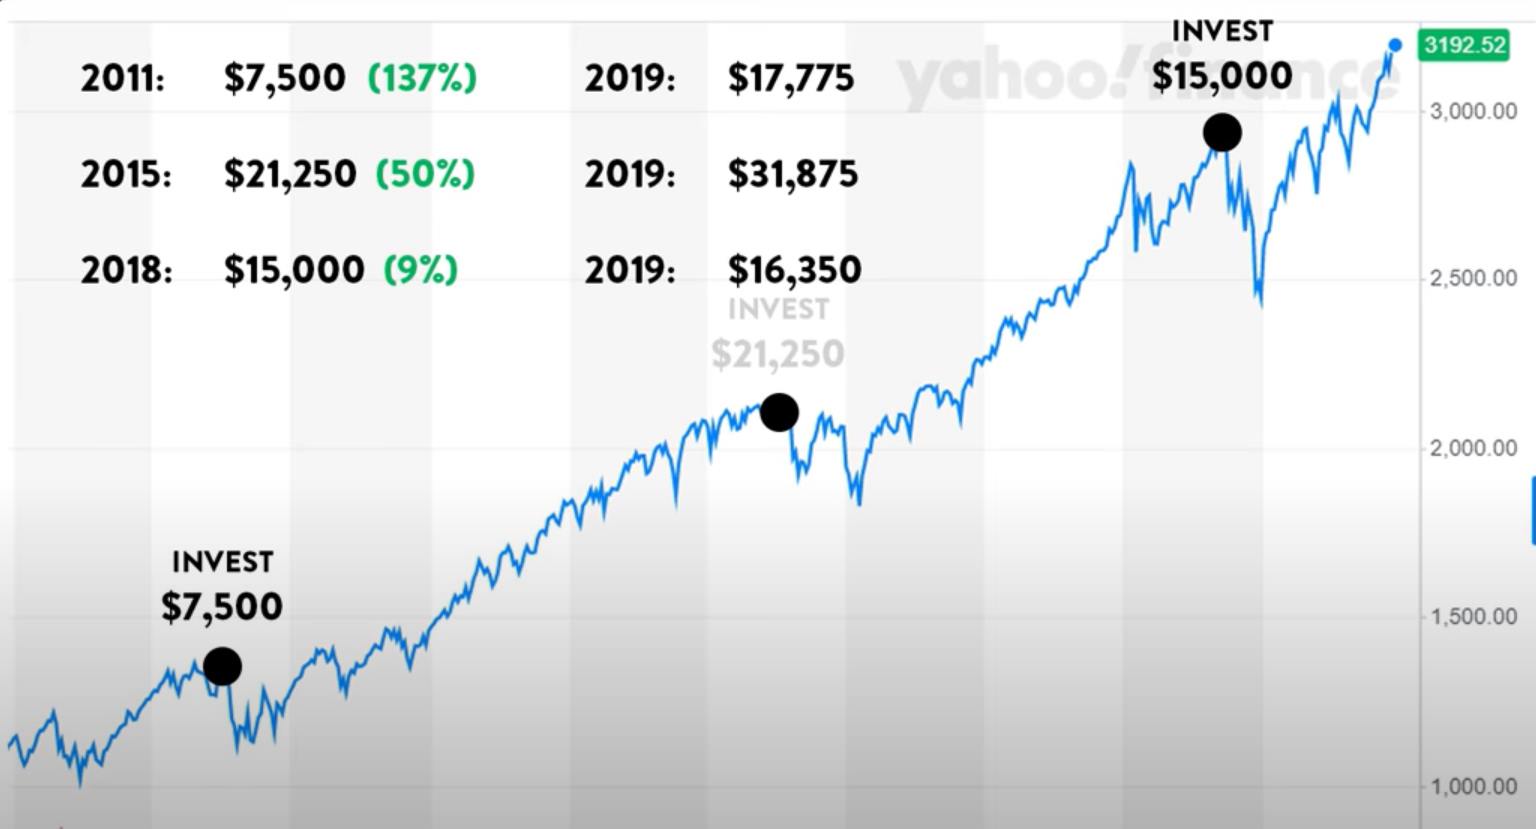 INVEST
$15,000
yahoo!finance
3192.52
2011: $7,500 (137%) 2019: $17,775
2015: $21,250 (50%) 2019: $31,875
2018: $15,000 (9%) 2019: $16,350
INVEST
$21,250
INVEST
$7,500
3,000.00
2,500.00
2,000.00
1,500.00
1,000.00